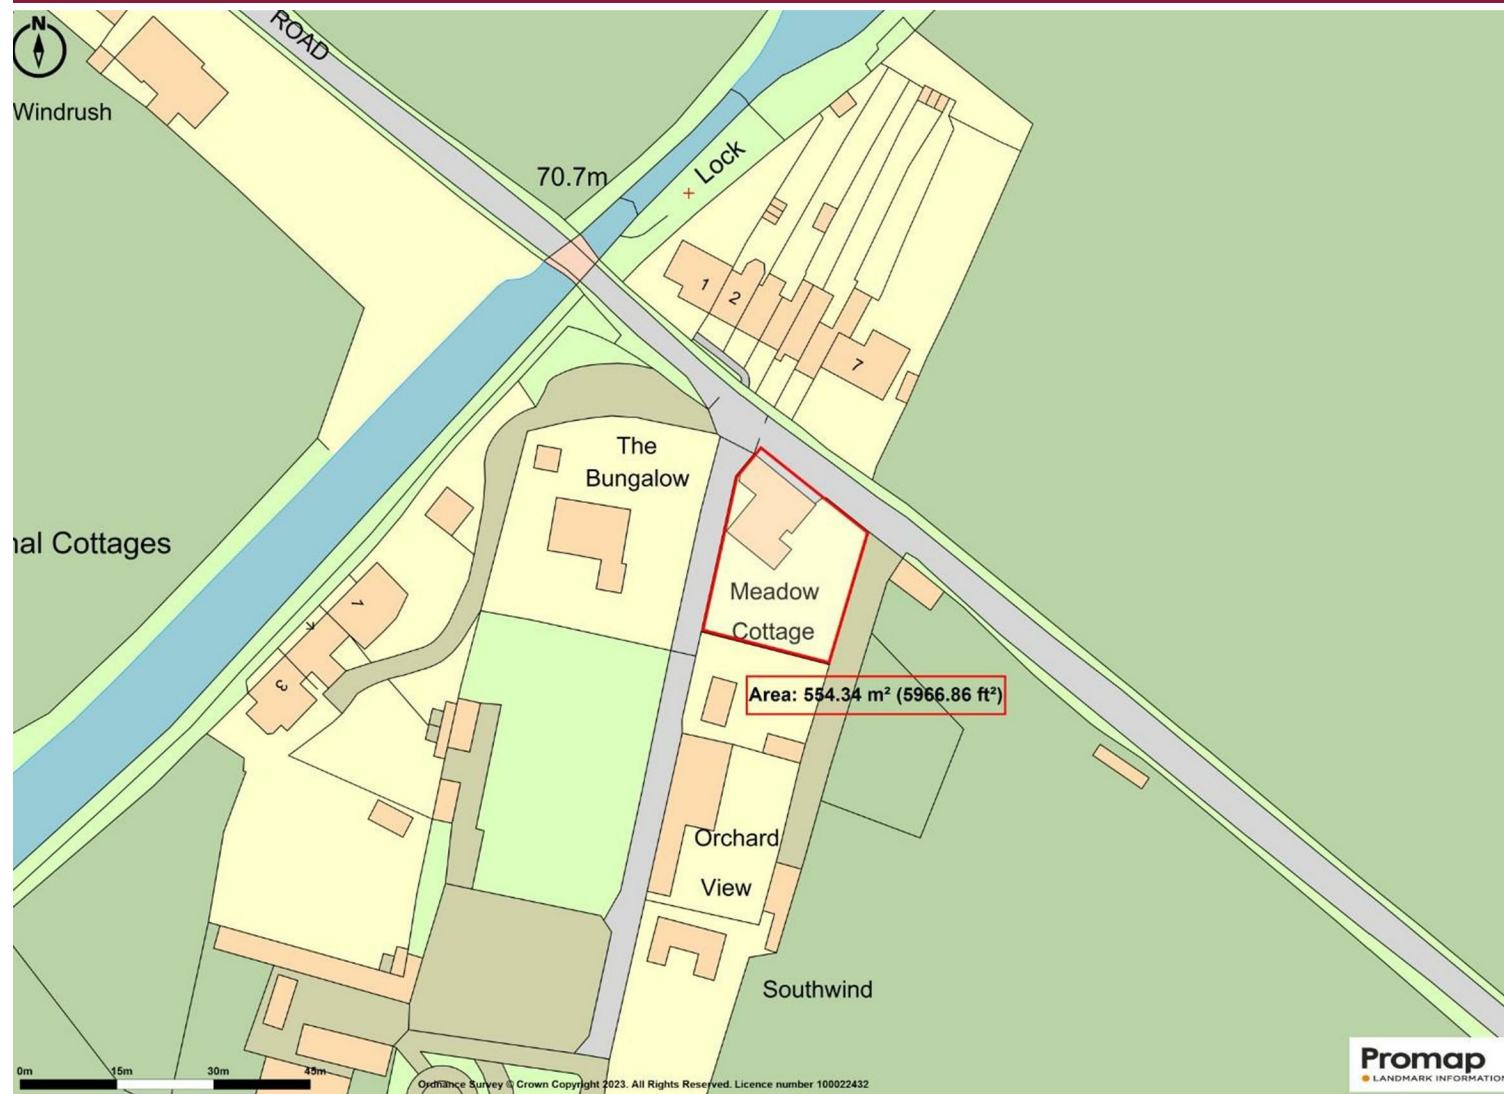 N
ROAD
Windrush
70.7m
Lock
1
2
7
The
Bungalow
nal Cottages
Meadow
Cottage
1
3
Area: 554.34 m² (5966.86 ft²)
Orchard
View
Southwind
0m 15m 30m 45m
Ordnance Survey © Crown Copyright 2023. All Rights Reserved. Licence number 100022432
Promap
LANDMARK INFORMATION